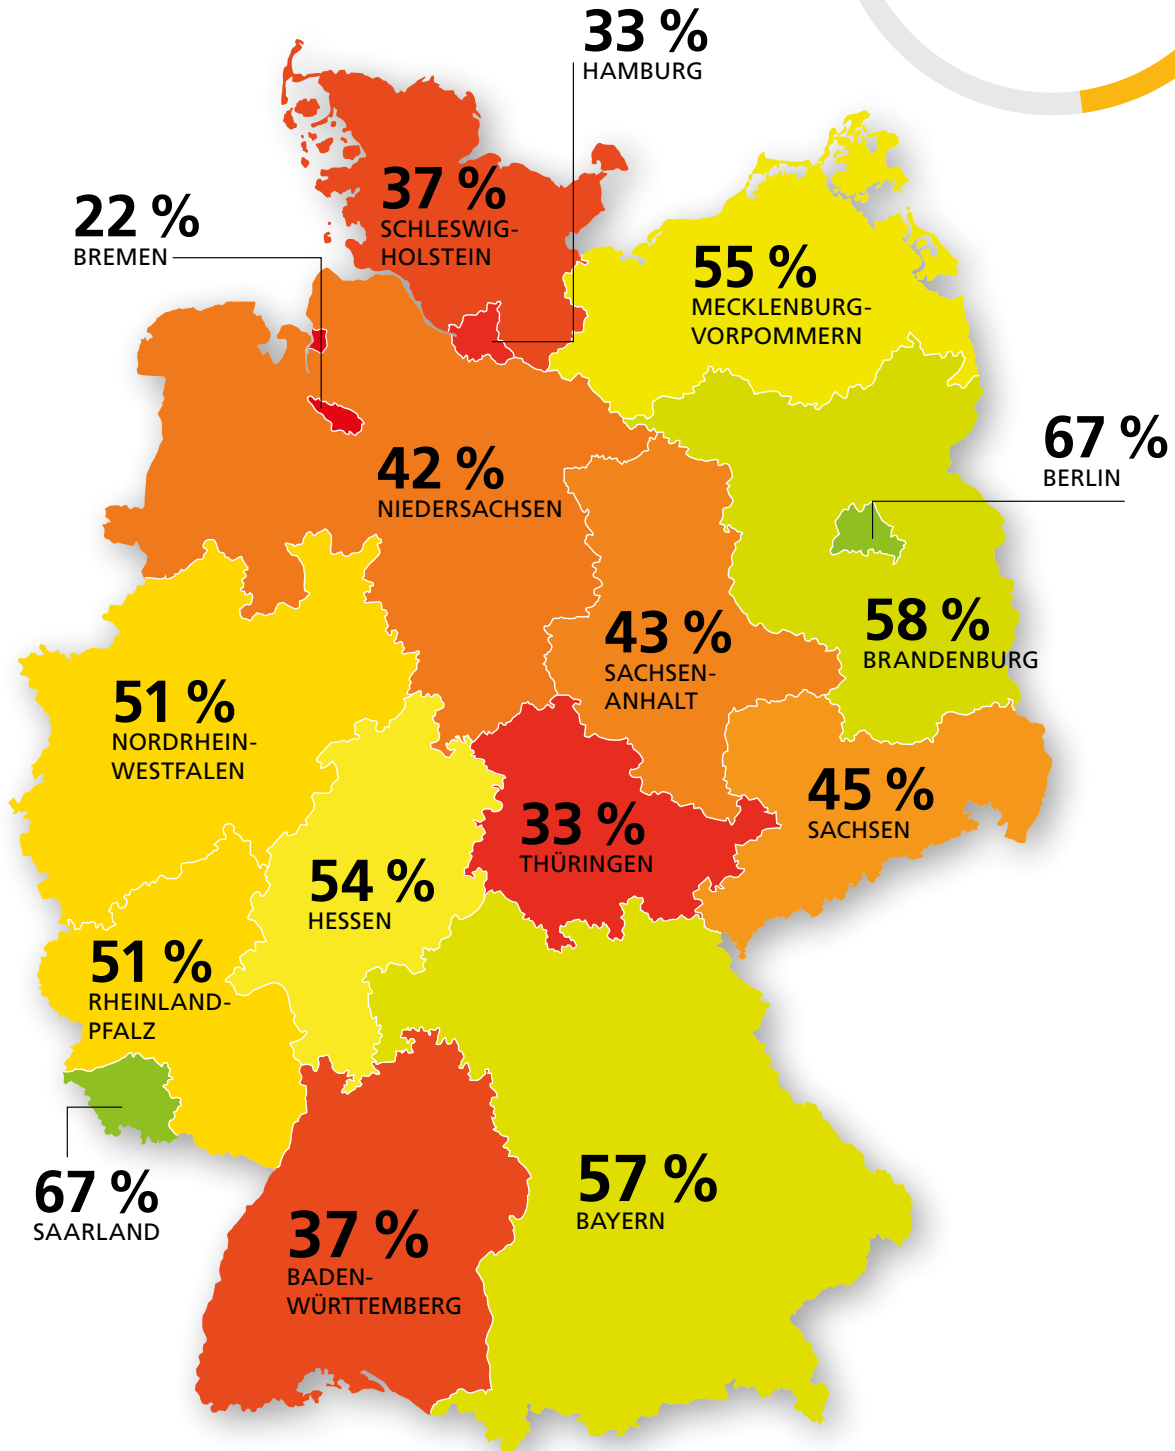 33 %
HAMBURG
37 %
SCHLESWIG-
HOLSTEIN
22 %
BREMEN
55 %
MECKLENBURG-
VORPOMMERN
67 %
BERLIN
42 %
NIEDERSACHSEN
58 %
BRANDENBURG
43 %
SACHSEN-
ANHALT
51 %
NORDRHEIN-
WESTFALEN
45 %
SACHSEN
33 %
THÜRINGEN
54 %
HESSEN
51 %
RHEINLAND-
PFALZ
57 %
BAYERN
67 %
SAARLAND
37 %
BADEN-
WÜRTTEMBERG